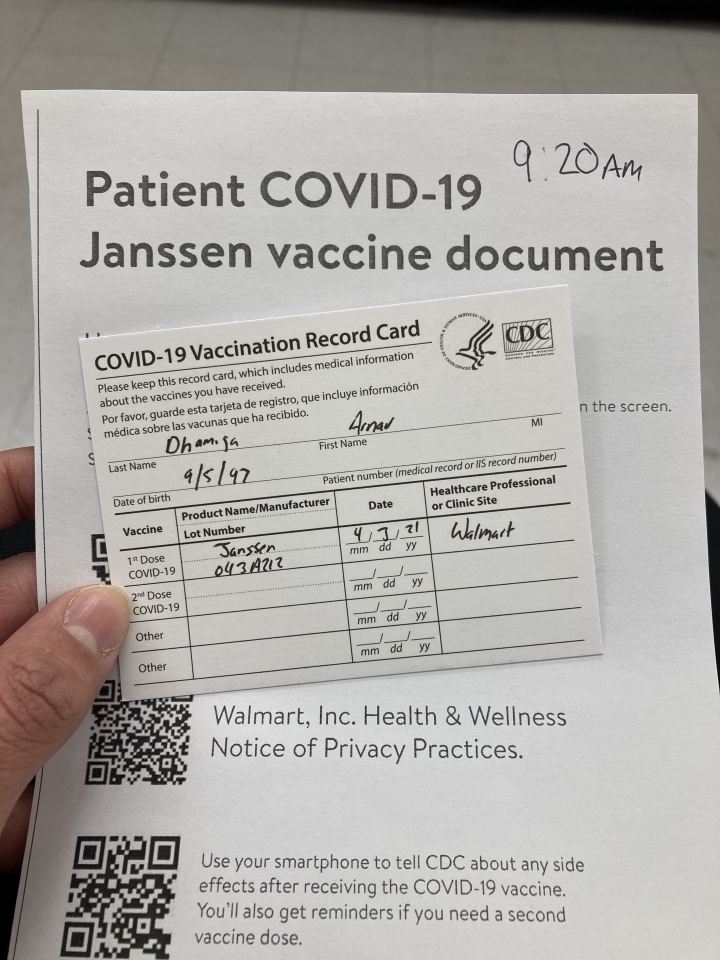 9:20AM
Patient COVID-19
Janssen vaccine document
n the screen.
COVID-19 Vaccination Record Card
CDC
Please keep this record card, which includes medical information
about the vaccines you have received.
Por favor, guarde esta tarjeta de registro, que incluye información
médica sobre las vacunas que ha recibido.
Dhamija Arnav
Last Name First Name MI
9/5/97
Date of birth Patient number (medical record or IIS record number)
Vaccine Product Name/Manufacturer Date Healthcare Professional
Lot Number or Clinic Site
1st Dose Janssen 4/3/21 Walmart
COVID-19 043A212 mm dd yy
2nd Dose
COVID-19 mm dd yy
Other mm dd yy
Other mm dd yy
Walmart, Inc. Health & Wellness
Notice of Privacy Practices.
Use your smartphone to tell CDC about any side
effects after receiving the COVID-19 vaccine.
You'll also get reminders if you need a second
vaccine dose.